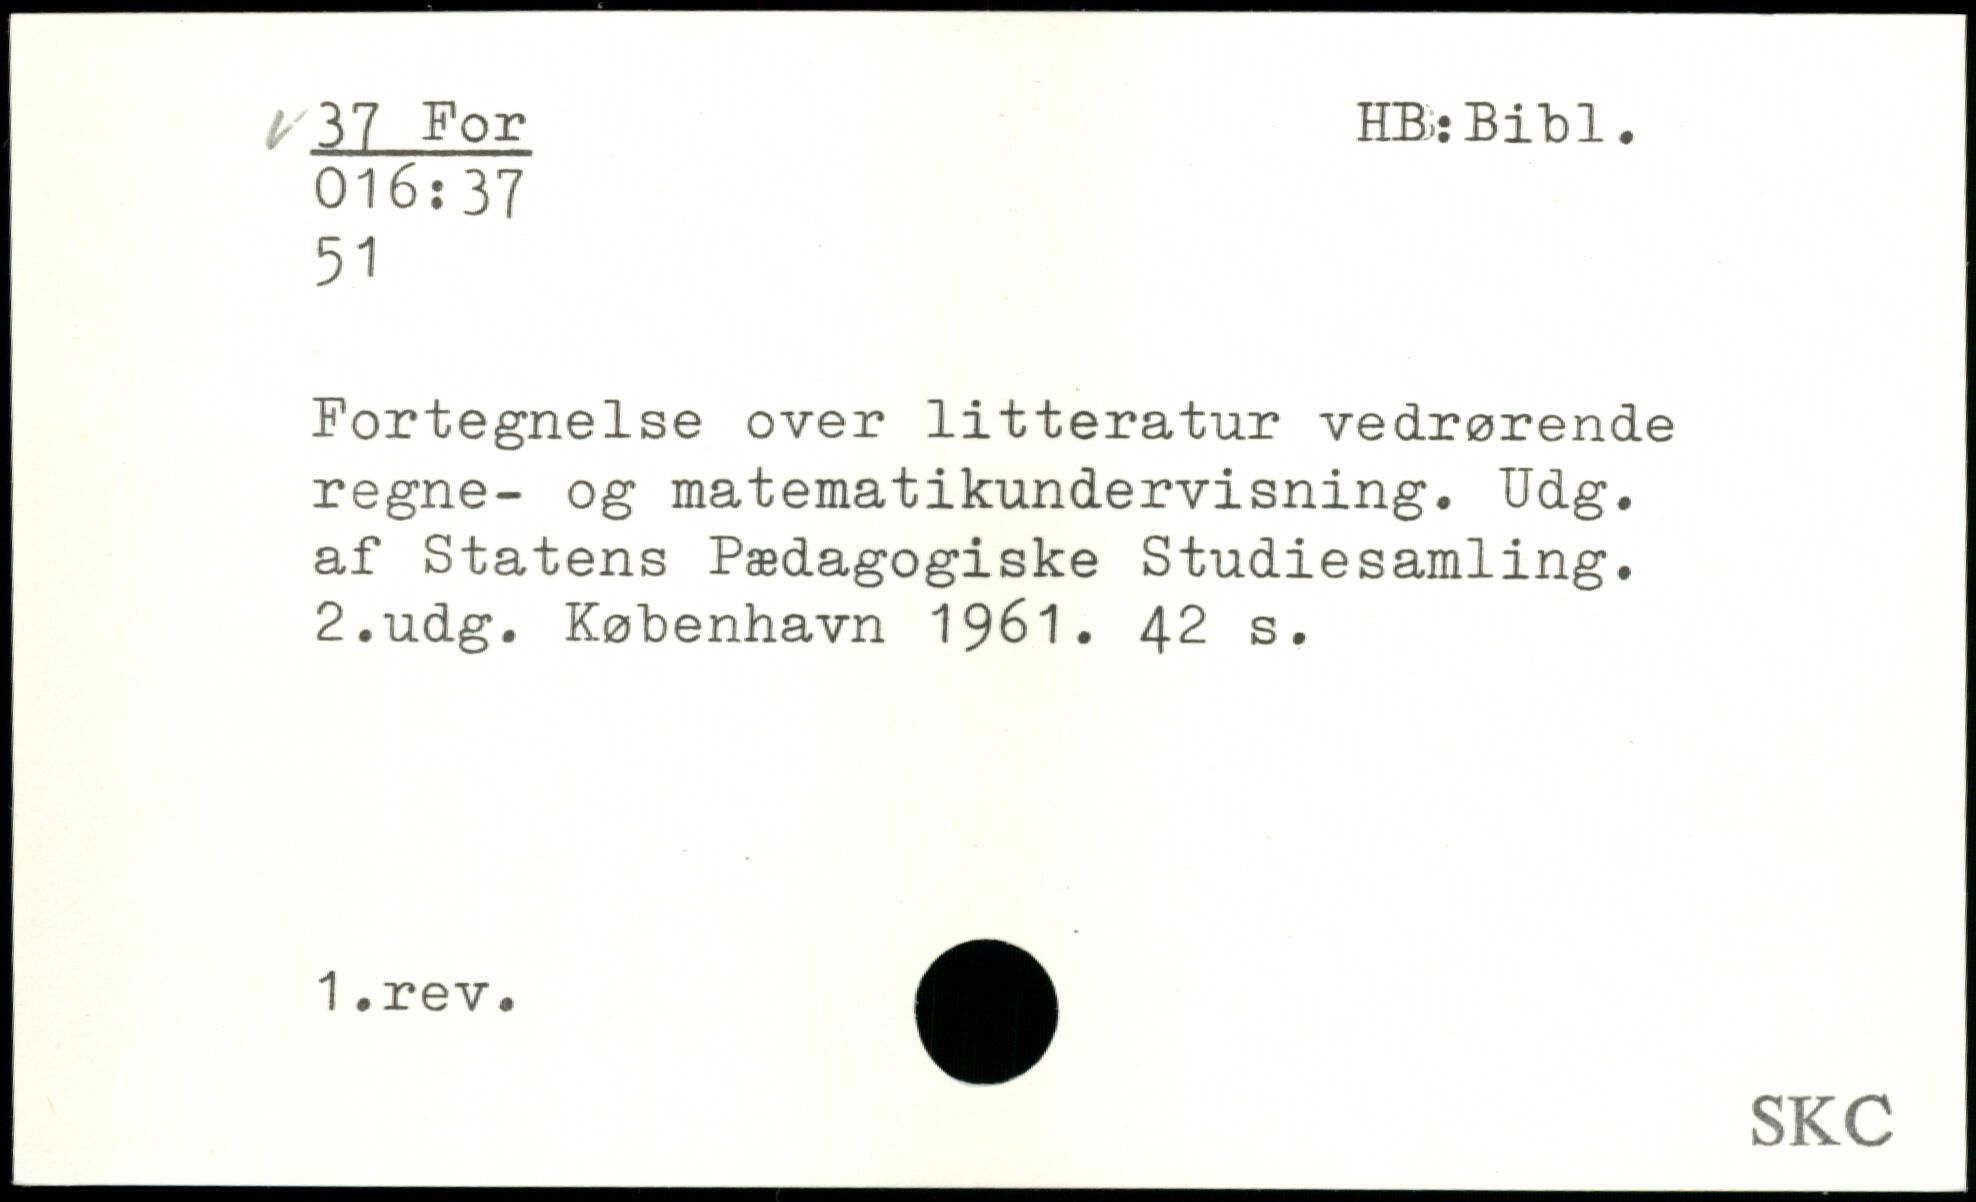 37 For
HB:Bibl.
016:37
51
Fortegnelse over litteratur vedrørende
regne- og matematikundervisning. Udg.
af Statens Pædagogiske Studiesamling.
2.udg. København 1961. 42 s.
1.rev.
SKC